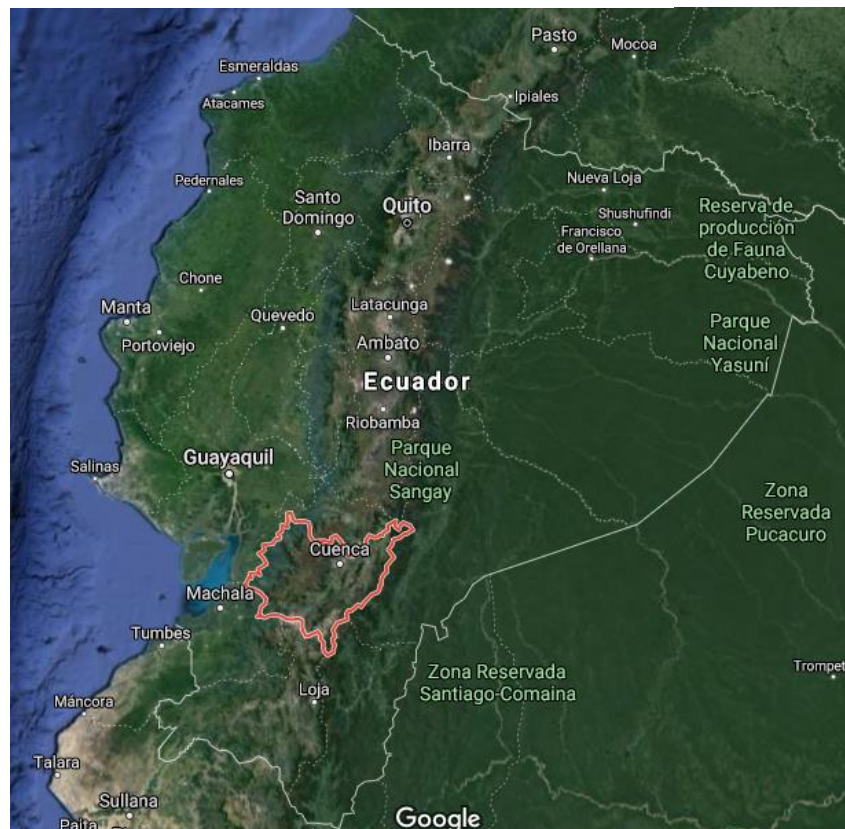 Pasto
Mocoa
Esmeraldas
Ipiales
Atacames
Ibarra
Pedernales
Nueva Loja
Santo
Domingo
Quito
Shushufindi
Reserva de
producción
de Fauna
Cuyabeno
Francisco
de Orellana
Chone
Latacunga
Manta
Quevedo
Portoviejo
Parque
Nacional
Yasuní
Ambato
Ecuador
Riobamba
Parque
Nacional
Sangay
Guayaquil
Salinas
Zona
Reservada
Pucacuro
Cuenca
Machala
Tumbes
Zona Reservada
Santiago-Comaina
Trompet
Loja
Máncora
Talara
Sullana
Paita
Google